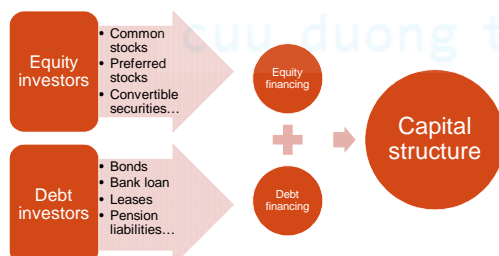 cuu duong t
Equity
investors
• Common
stocks
• Preferred
stocks
• Convertible
securities…
Equity
financing
Debt
investors
• Bonds
• Bank loan
• Leases
• Pension
liabilities…
Debt
financing
Capital
structure